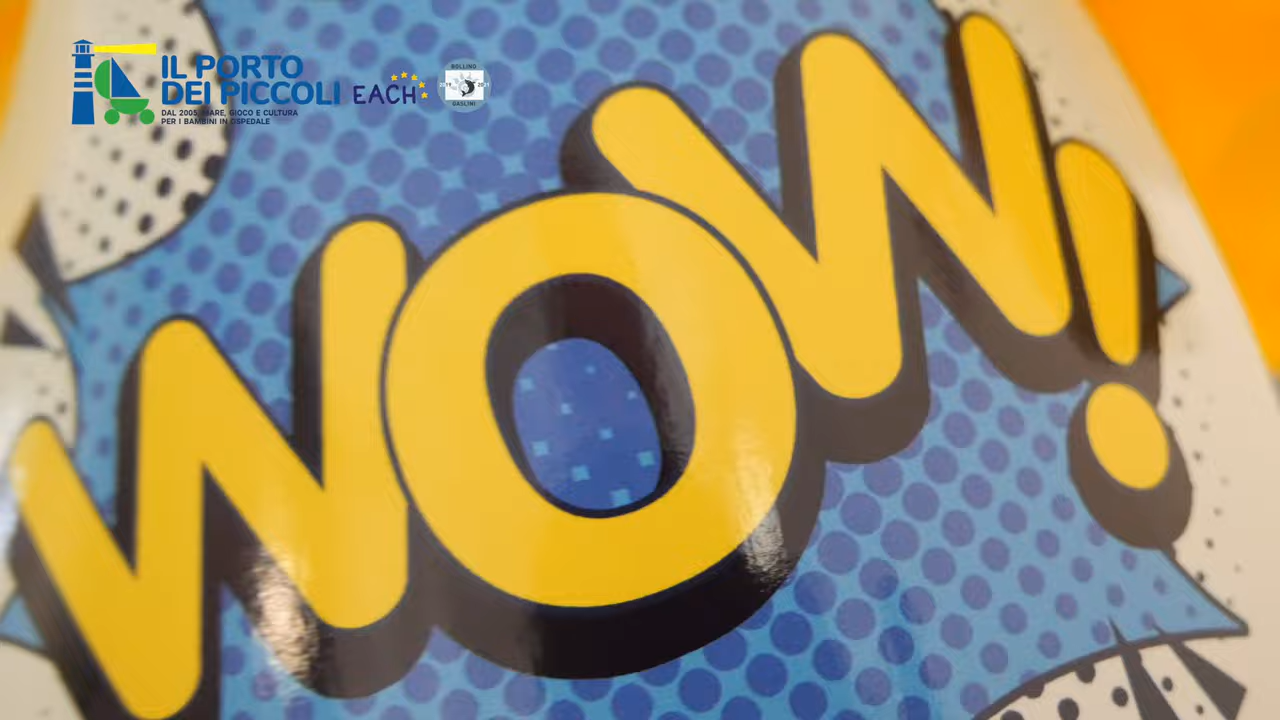 IL PORTO
DEI PICCOLI
DAL 2005, MARE, GIOCO E CULTURA
PER I BAMBINI IN OSPEDALE
EACH
BOLLINO
GASLINI
WOW!